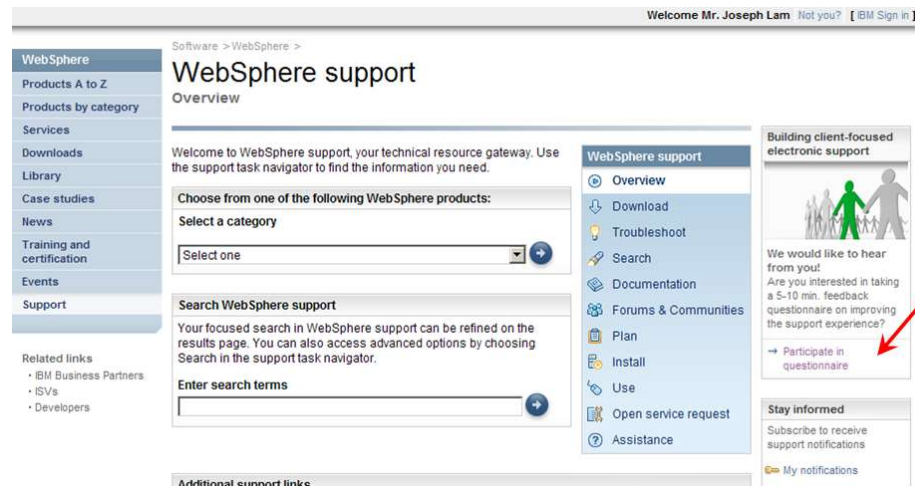 Welcome Mr. Joseph Lam Not you? [ IBM Sign in ]
WebSphere
Products A to Z
Products by category
Services
Downloads
Library
Case studies
News
Training and
certification
Events
Support
Related links
• IBM Business Partners
• ISVs
• Developers
Software > WebSphere >
WebSphere support
Overview
Welcome to WebSphere support, your technical resource gateway. Use
the support task navigator to find the information you need.
Choose from one of the following WebSphere products:
Select a category
Select one
Search WebSphere support
Your focused search in WebSphere support can be refined on the
results page. You can also access advanced options by choosing
Search in the support task navigator.
Enter search terms
Additional support links
WebSphere support
Overview
Download
Troubleshoot
Search
Documentation
Forums & Communities
Plan
Install
Use
Open service request
Assistance
Building client-focused
electronic support
We would like to hear
from you!
Are you interested in taking
a 5-10 min. feedback
questionnaire on improving
the support experience?
Participate in
questionnaire
Stay informed
Subscribe to receive
support notifications
My notifications